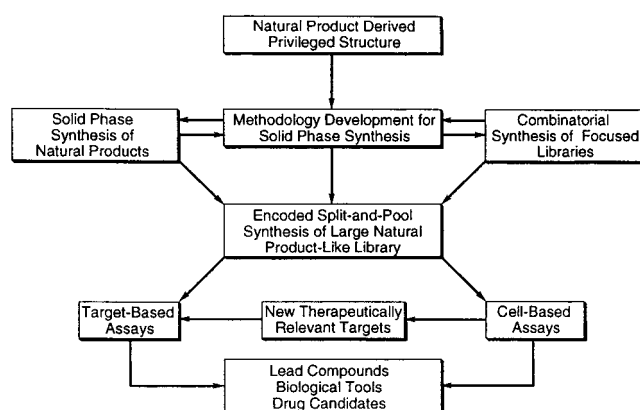 Natural Product Derived
Privileged Structure
Solid Phase
Synthesis of
Natural Products
Methodology Development for
Solid Phase Synthesis
Combinatorial
Synthesis of Focused
Libraries
Encoded Split-and-Pool
Synthesis of Large Natural
Product-Like Library
Target-Based
Assays
New Therapeutically
Relevant Targets
Cell-Based
Assays
Lead Compounds
Biological Tools
Drug Candidates